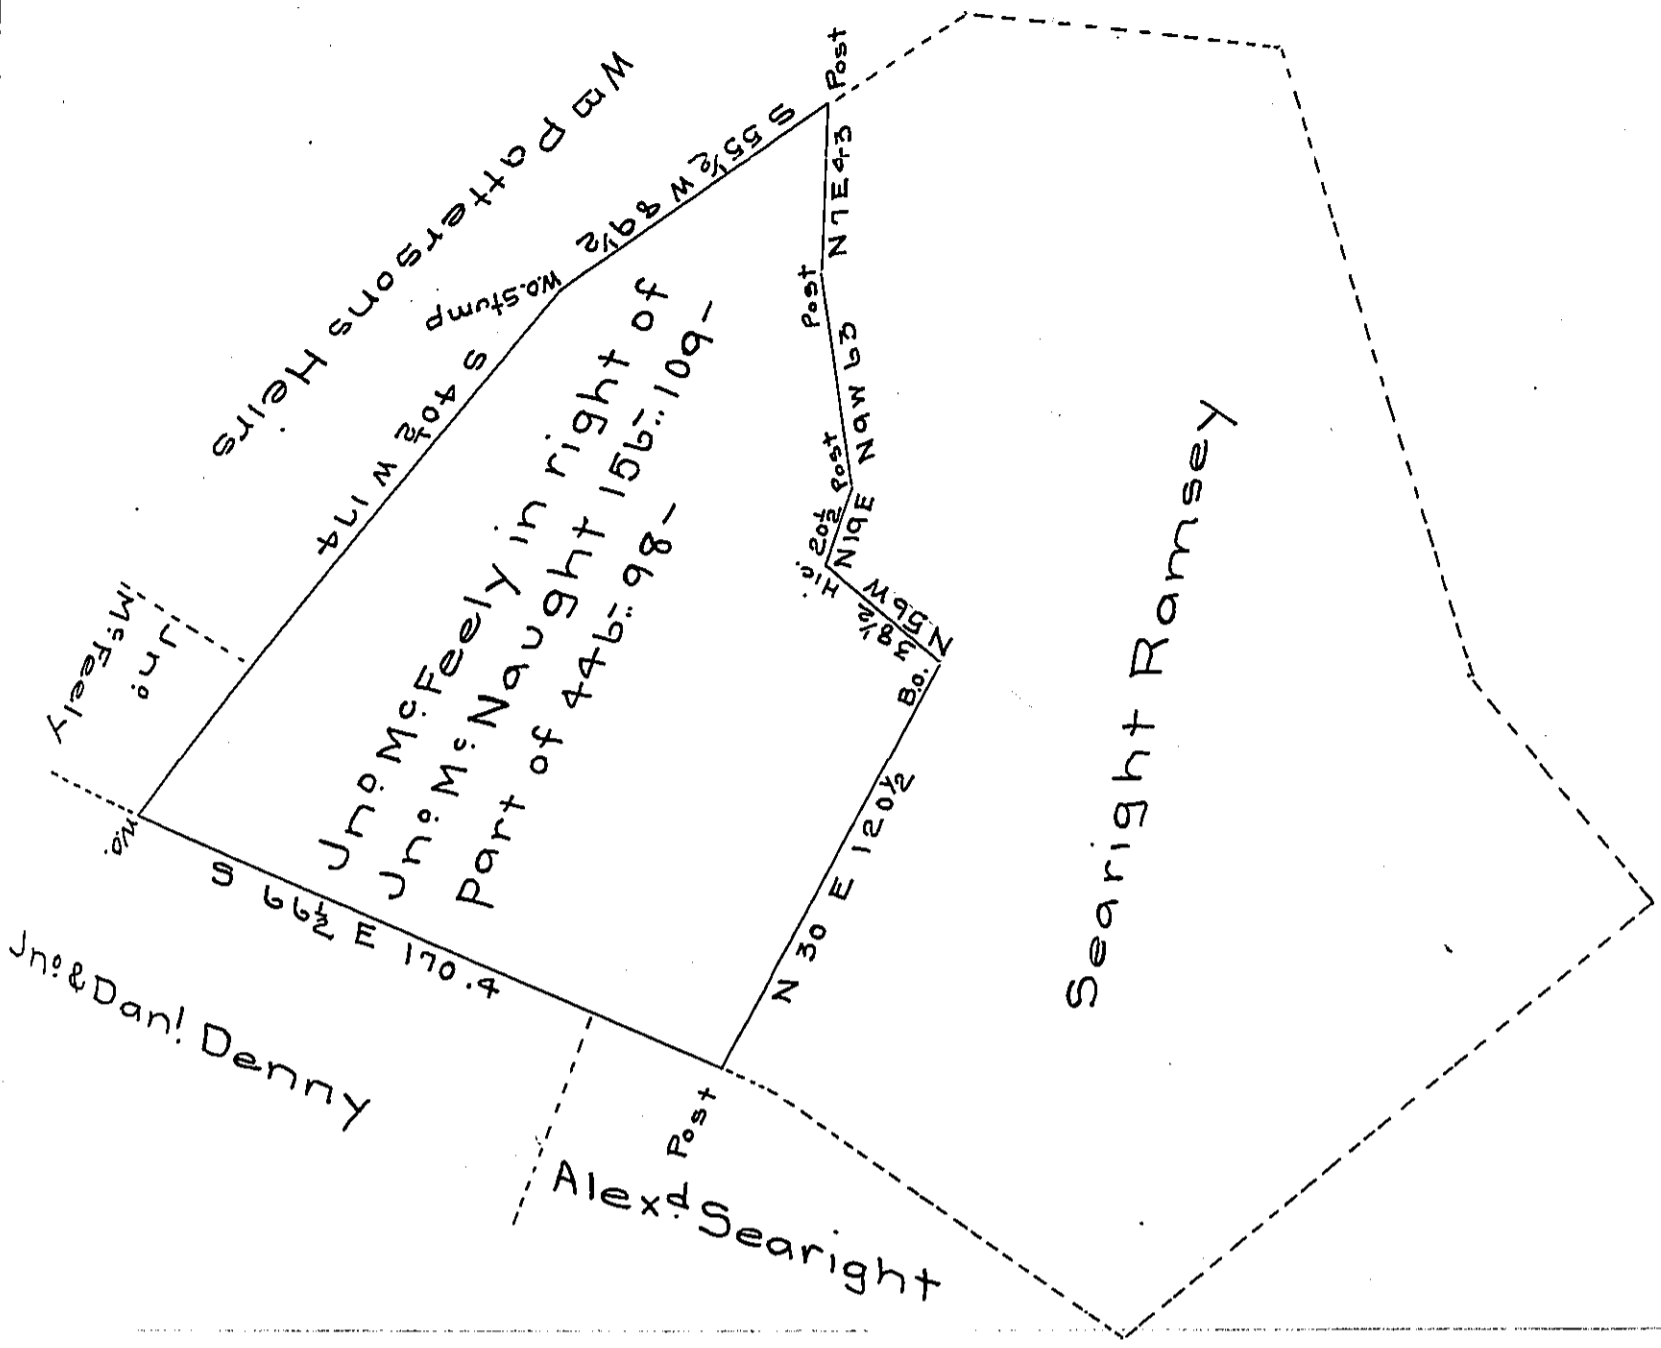 Wm Pattersons Heirs
Post
S 55½ W 89½
W.O. Stump
S 40½ W 174
Jno. McFeely
W.O.
S 66½ E 170.4
Jno. McFeely in right of
Jno. McNaught 156=109-
Part of 446=98-
N 7 E 43
Post
N 9 W 63
Post
N 19 E 20½
Hic.
N. 56. W 38½
B.O.
N 30 E 120½
Post
Searight Ramsey
Jno. & Danl. Denny
Alexd. Searight